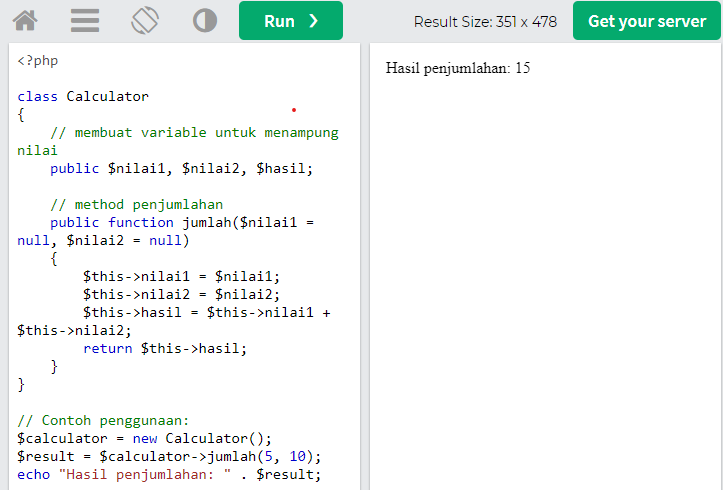 Run ❯
Result Size: 351 x 478
Get your server
<?php
class Calculator
{
// membuat variable untuk menampung
nilai
public $nilai1, $nilai2, $hasil;
// method penjumlahan
public function jumlah($nilai1 =
null, $nilai2 = null)
{
$this->nilai1 = $nilai1;
$this->nilai2 = $nilai2;
$this->hasil = $this->nilai1 +
$this->nilai2;
return $this->hasil;
}
}
// Contoh penggunaan:
$calculator = new Calculator();
$result = $calculator->jumlah(5, 10);
echo "Hasil penjumlahan: " . $result;
Hasil penjumlahan: 15